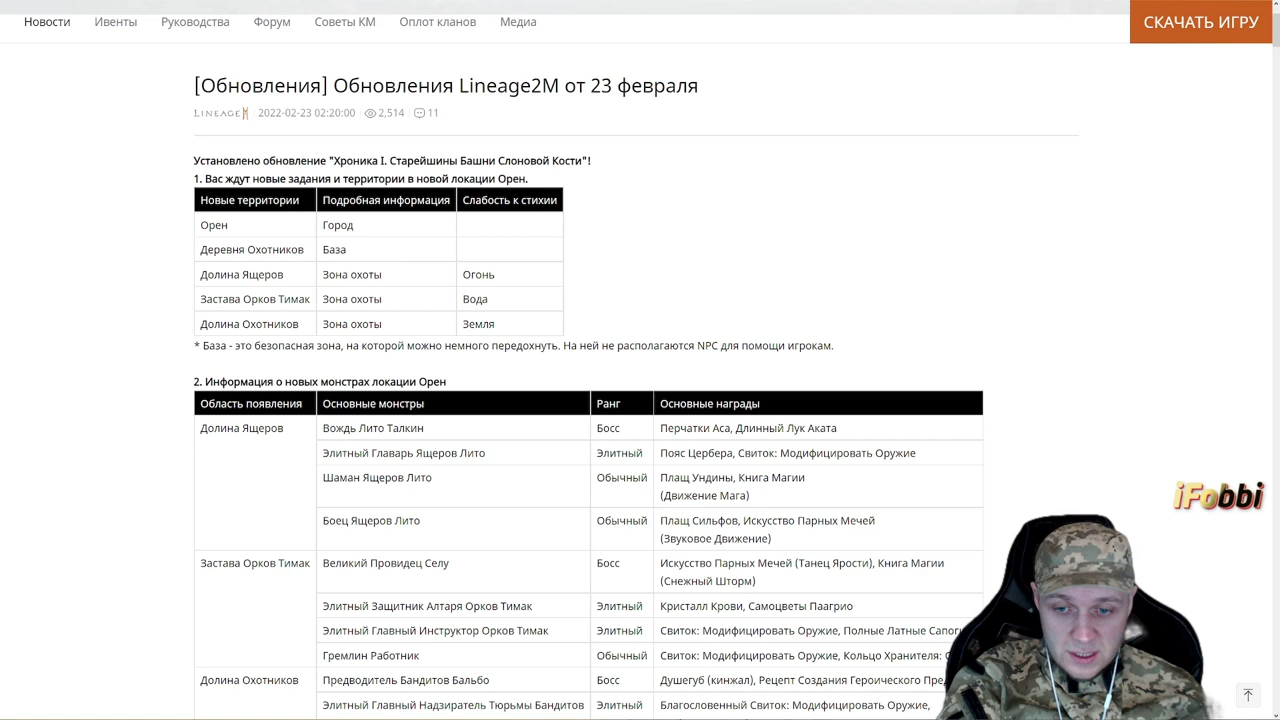 Новости Ивенты Руководства Форум Советы КМ Оплот кланов Медиа
СКАЧАТЬ ИГРУ
[Обновления] Обновления Lineage2M от 23 февраля
LINEAGE M 2022-02-23 02:20:00 2,514 11
Установлено обновление "Хроника I. Старейшины Башни Слоновой Кости"!
1. Вас ждут новые задания и территории в новой локации Орен.
Новые территории Подробная информация Слабость к стихии
Орен Город
Деревня Охотников База
Долина Ящеров Зона охоты Огонь
Застава Орков Тимак Зона охоты Вода
Долина Охотников Зона охоты Земля
* База - это безопасная зона, на которой можно немного передохнуть. На ней не располагаются NPC для помощи игрокам.
2. Информация о новых монстрах локации Орен
Область появления Основные монстры Ранг Основные награды
Долина Ящеров Вождь Лито Талкин Босс Перчатки Аса, Длинный Лук Аката
Элитный Главарь Ящеров Лито Элитный Пояс Цербера, Свиток: Модифицировать Оружие
Шаман Ящеров Лито Обычный Плащ Ундины, Книга Магии
(Движение Мага)
Боец Ящеров Лито Обычный Плащ Сильфов, Искусство Парных Мечей
(Звуковое Движение)
Застава Орков Тимак Великий Провидец Селу Босс Искусство Парных Мечей (Танец Ярости), Книга Магии
(Снежный Шторм)
Элитный Защитник Алтаря Орков Тимак Элитный Кристалл Крови, Самоцветы Паагрио
Элитный Главный Инструктор Орков Тимак Элитный Свиток: Модифицировать Оружие, Полные Латные
Гремлин Работник Обычный Свиток: Модифицировать Оружие, Кольцо Хранителя:
Долина Охотников Предводитель Бандитов Бальбо Босс Душегуб (кинжал), Рецепт Создания Героического
Элитный Главный Надзиратель Тюрьмы Бандитов Элитный Благословенный Свиток: Модифицировать Оружие,
iFobbi